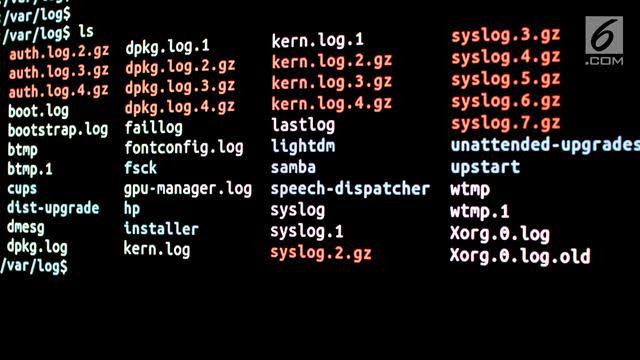 /var/log$
/var/log$
/var/log$ ls
auth.log.2.gz dpkg.log.1 kern.log.1 syslog.3.gz
auth.log.3.gz dpkg.log.2.gz kern.log.2.gz syslog.4.gz
auth.log.4.gz dpkg.log.3.gz kern.log.3.gz syslog.5.gz
boot.log dpkg.log.4.gz kern.log.4.gz syslog.6.gz
bootstrap.log faillog lastlog syslog.7.gz
btmp fontconfig.log lightdm unattended-upgrades
btmp.1 fsck samba upstart
cups gpu-manager.log speech-dispatcher wtmp
dist-upgrade hp syslog wtmp.1
dmesg installer syslog.1 Xorg.0.log
dpkg.log kern.log syslog.2.gz Xorg.0.log.old
/var/log$
6
.COM